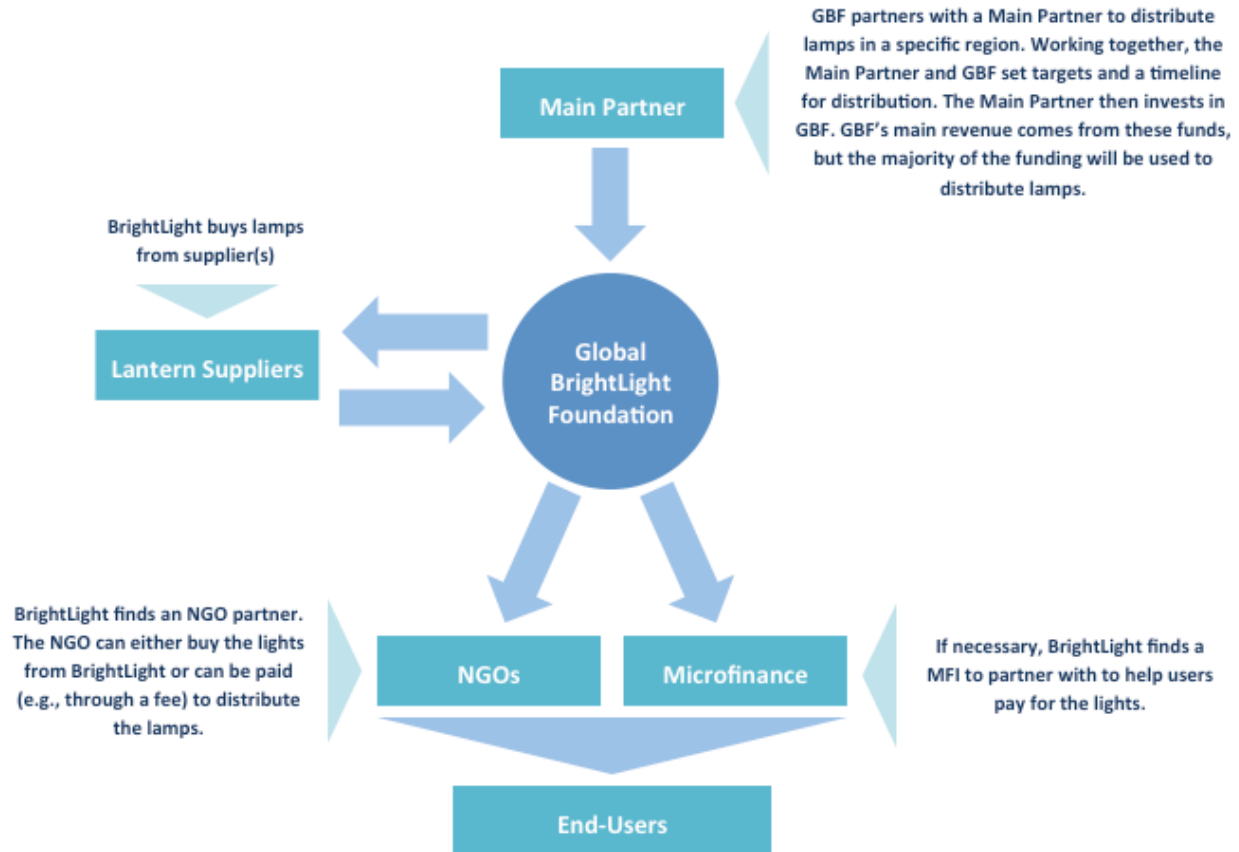 GBF partners with a Main Partner to distribute
lamps in a specific region. Working together, the
Main Partner and GBF set targets and a timeline
for distribution. The Main Partner then invests in
GBF. GBF’s main revenue comes from these funds,
but the majority of the funding will be used to
distribute lamps.
Main Partner
BrightLight buys lamps
from supplier(s)
Lantern Suppliers
Global
BrightLight
Foundation
BrightLight finds an NGO partner.
The NGO can either buy the lights
from BrightLight or can be paid
(e.g., through a fee) to distribute
the lamps.
NGOs
Microfinance
If necessary, BrightLight finds a
MFI to partner with to help users
pay for the lights.
End-Users